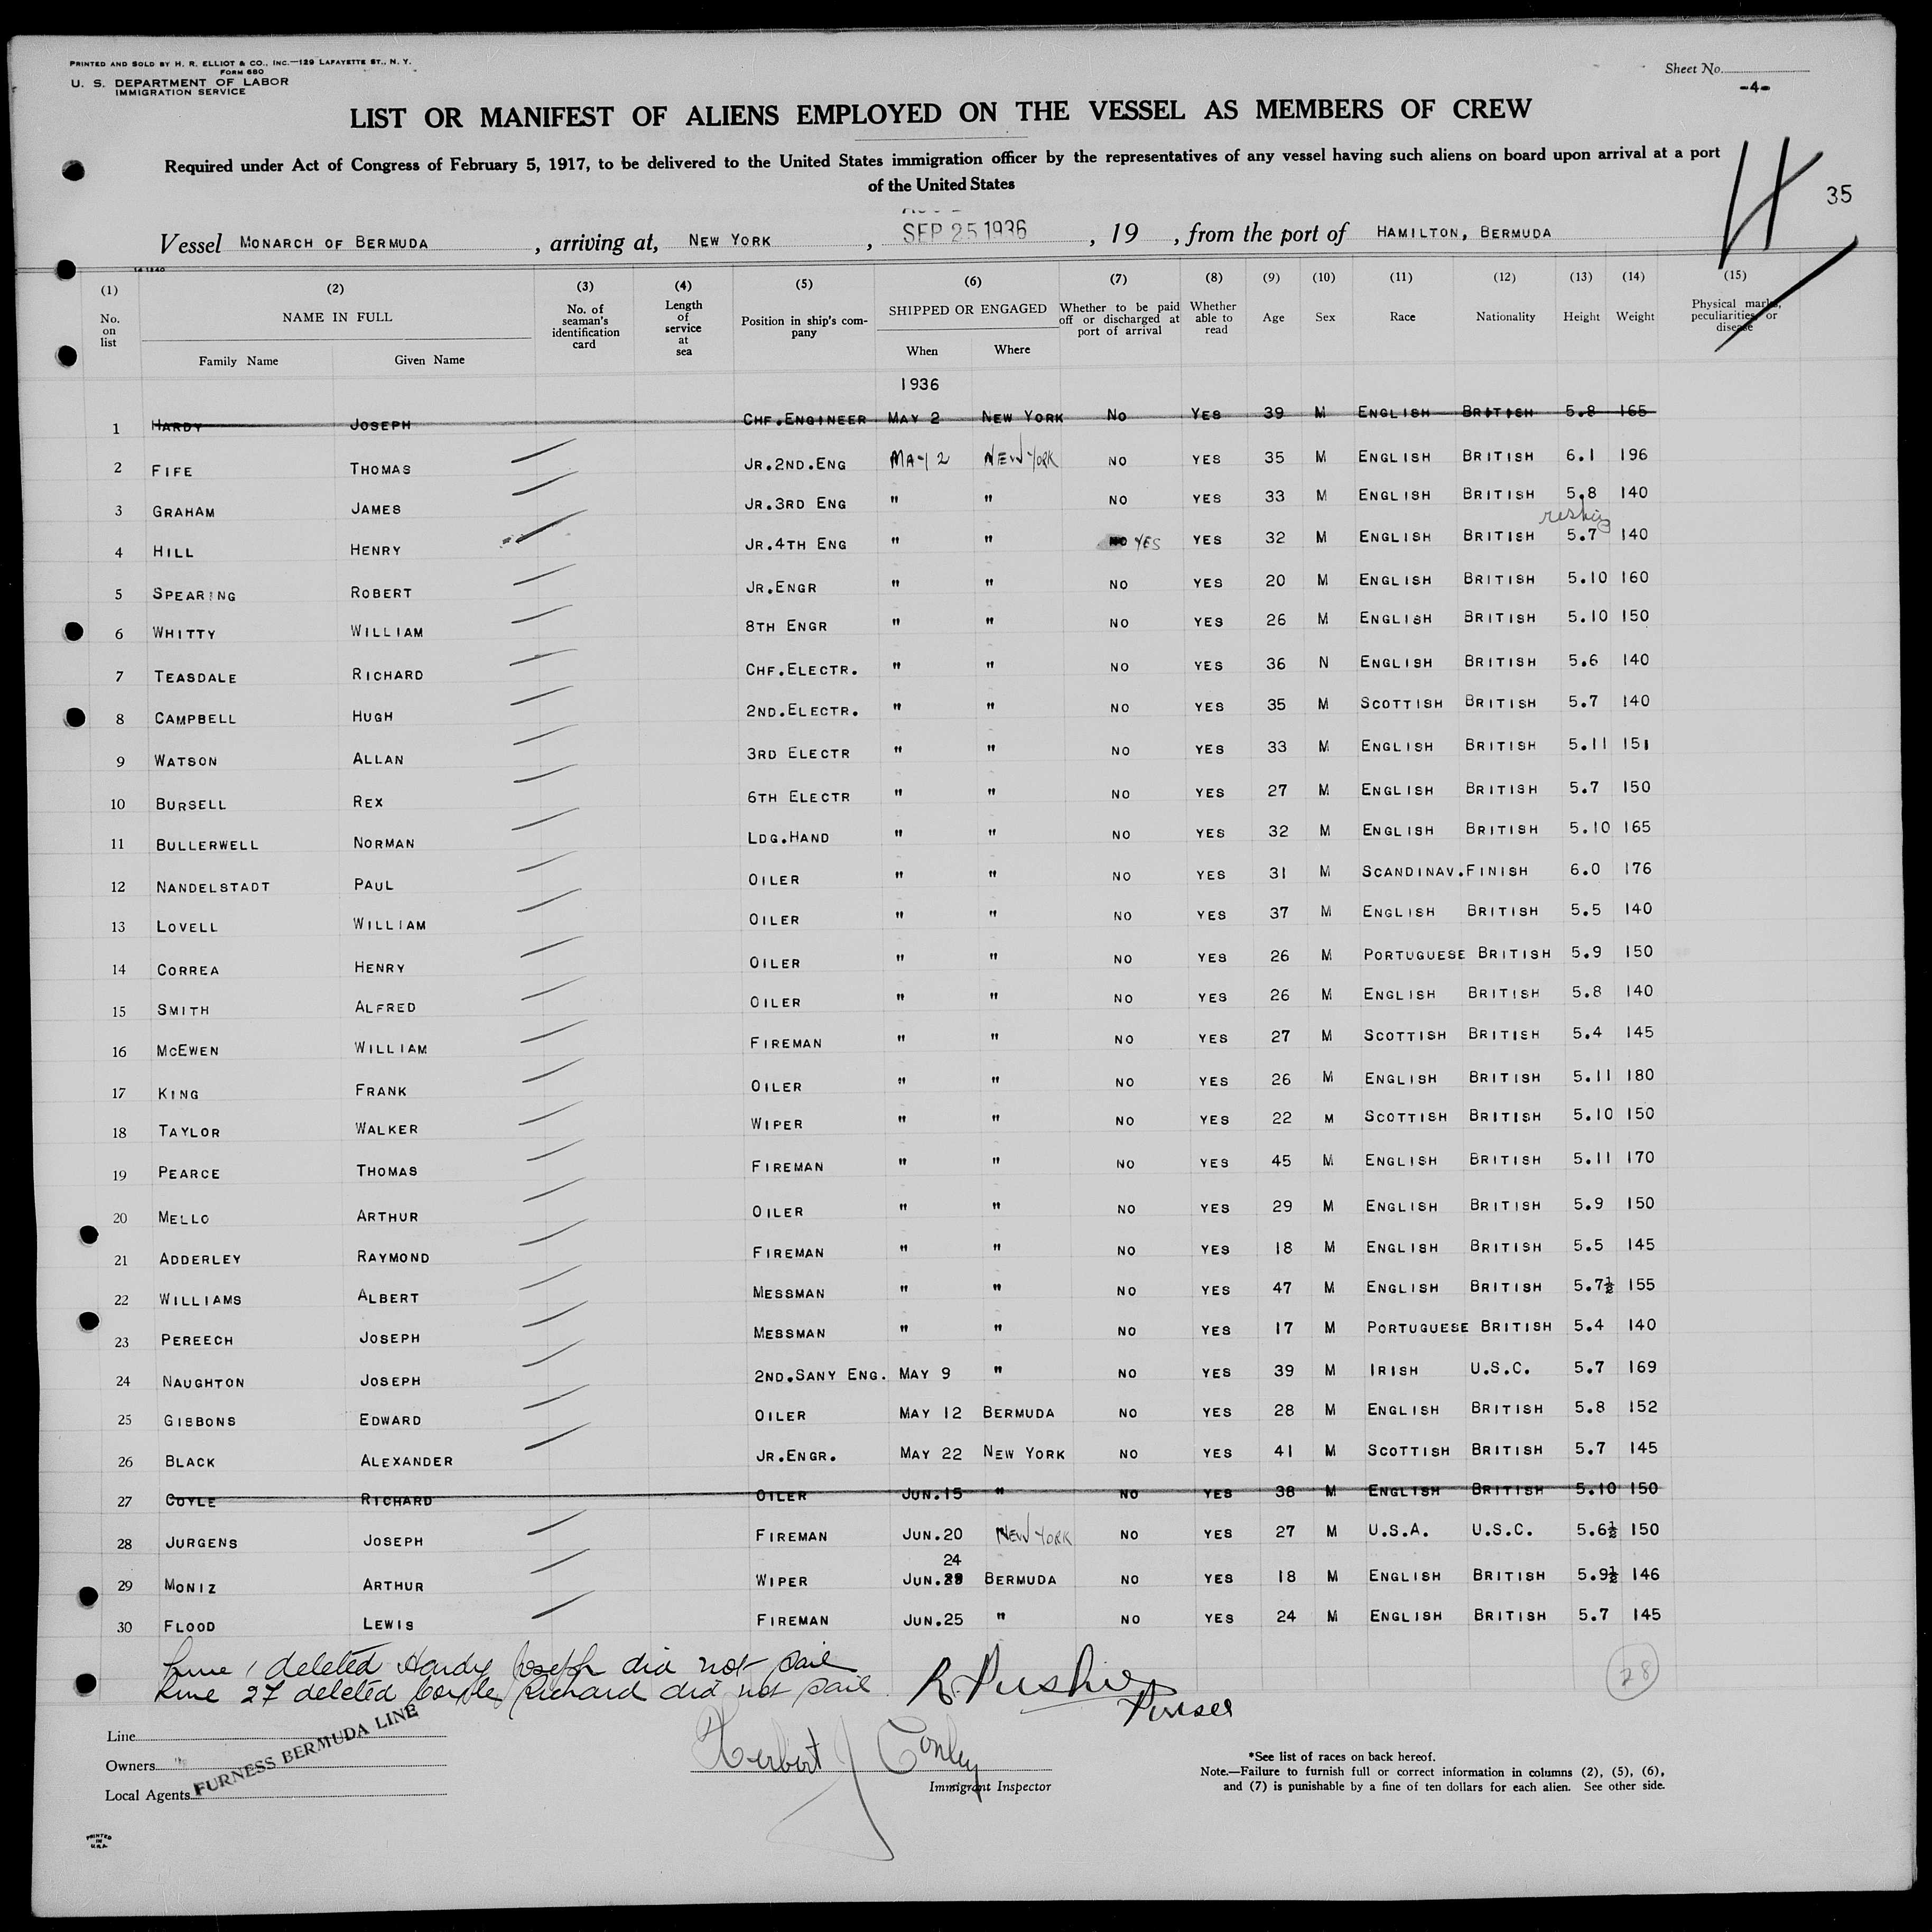 PRINTED AND SOLD BY H. R. ELLIOT & CO., INC.—129 LAFAYETTE ST., N. Y.
FORM 680
U. S. DEPARTMENT OF LABOR
IMMIGRATION SERVICE
Sheet No.
-4-
LIST OR MANIFEST OF ALIENS EMPLOYED ON THE VESSEL AS MEMBERS OF CREW
Required under Act of Congress of February 5, 1917, to be delivered to the United States immigration officer by the representatives of any vessel having such aliens on board upon arrival at a port
of the United States
H 35
Vessel MONARCH OF BERMUDA , arriving at, NEW YORK , SEP 25 1936 , 19 , from the port of HAMILTON, BERMUDA
(1) (2) (3) (4) (5) (6) (7) (8) (9) (10) (11) (12) (13) (14) (15)
No. on list NAME IN FULL No. of seaman's identification card Length of service at sea Position in ship's company SHIPPED OR ENGAGED Whether to be paid off or discharged at port of arrival Whether able to read Age Sex Race Nationality Height Weight Physical marks, peculiarities, or disease
Family Name Given Name When Where
1936
1 HARDY JOSEPH CHF.ENGINEER MAY 2 NEW YORK NO YES 39 M ENGLISH BRITISH 5.8 165
2 FIFE THOMAS JR.2ND.ENG MAY 2 NEW YORK NO YES 35 M ENGLISH BRITISH 6.1 196
3 GRAHAM JAMES JR.3RD ENG " " NO YES 33 M ENGLISH BRITISH 5.8 140
4 HILL HENRY JR.4TH ENG " " NO YES YES 32 M ENGLISH BRITISH 5.7 140
5 SPEARING ROBERT JR.ENGR " " NO YES 20 M ENGLISH BRITISH 5.10 160
6 WHITTY WILLIAM 8TH ENGR " " NO YES 26 M ENGLISH BRITISH 5.10 150
7 TEASDALE RICHARD CHF.ELECTR. " " NO YES 36 N ENGLISH BRITISH 5.6 140
8 CAMPBELL HUGH 2ND.ELECTR. " " NO YES 35 M SCOTTISH BRITISH 5.7 140
9 WATSON ALLAN 3RD ELECTR " " NO YES 33 M ENGLISH BRITISH 5.11 151
10 BURSELL REX 6TH ELECTR " " NO YES 27 M ENGLISH BRITISH 5.7 150
11 BULLERWELL NORMAN LDG.HAND " " NO YES 32 M ENGLISH BRITISH 5.10 165
12 NANDELSTADT PAUL OILER " " NO YES 31 M SCANDINAV. FINISH 6.0 176
13 LOVELL WILLIAM OILER " " NO YES 37 M ENGLISH BRITISH 5.5 140
14 CORREA HENRY OILER " " NO YES 26 M PORTUGUESE BRITISH 5.9 150
15 SMITH ALFRED OILER " " NO YES 26 M ENGLISH BRITISH 5.8 140
16 MCEWEN WILLIAM FIREMAN " " NO YES 27 M SCOTTISH BRITISH 5.4 145
17 KING FRANK OILER " " NO YES 26 M ENGLISH BRITISH 5.11 180
18 TAYLOR WALKER WIPER " " NO YES 22 M SCOTTISH BRITISH 5.10 150
19 PEARCE THOMAS FIREMAN " " NO YES 45 M ENGLISH BRITISH 5.11 170
20 MELLO ARTHUR OILER " " NO YES 29 M ENGLISH BRITISH 5.9 150
21 ADDERLEY RAYMOND FIREMAN " " NO YES 18 M ENGLISH BRITISH 5.5 145
22 WILLIAMS ALBERT MESSMAN " " NO YES 47 M ENGLISH BRITISH 5.7½ 155
23 PEREECH JOSEPH MESSMAN " " NO YES 17 M PORTUGUESE BRITISH 5.4 140
24 NAUGHTON JOSEPH 2ND.SANY ENG. MAY 9 " NO YES 39 M IRISH U.S.C. 5.7 169
25 GIBBONS EDWARD OILER MAY 12 BERMUDA NO YES 28 M ENGLISH BRITISH 5.8 152
26 BLACK ALEXANDER JR.ENGR. MAY 22 NEW YORK NO YES 41 M SCOTTISH BRITISH 5.7 145
27 COYLE RICHARD OILER JUN.15 " NO YES 38 M ENGLISH BRITISH 5.10 150
28 JURGENS JOSEPH FIREMAN JUN.20 NEW YORK NO YES 27 M U.S.A. U.S.C. 5.6½ 150
29 MONIZ ARTHUR WIPER JUN. 24 BERMUDA NO YES 18 M ENGLISH BRITISH 5.9½ 146
30 FLOOD LEWIS FIREMAN JUN.25 " NO YES 24 M ENGLISH BRITISH 5.7 145
Line 1 deleted Hardy Joseph did not sail
Line 27 deleted Coyle Richard did not sail
Purser
28
Line
Owners
Local Agents
FURNESS BERMUDA LINE
Herbert J Conley
Immigrant Inspector
*See list of races on back hereof.
Note.—Failure to furnish full or correct information in columns (2), (5), (6),
and (7) is punishable by a fine of ten dollars for each alien. See other side.
PRINTED
IN
U.S.A.